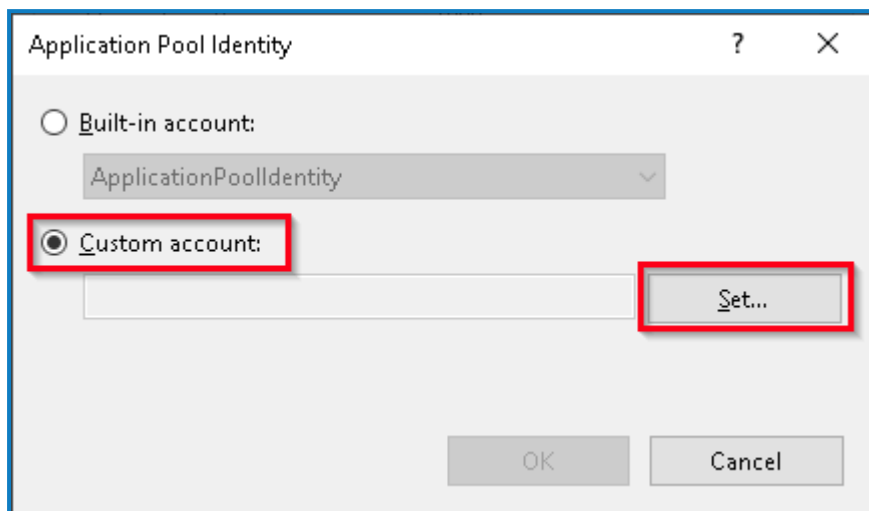 Application Pool Identity
?
Built-in account:
ApplicationPoolIdentity
Custom account:
Set...
OK
Cancel